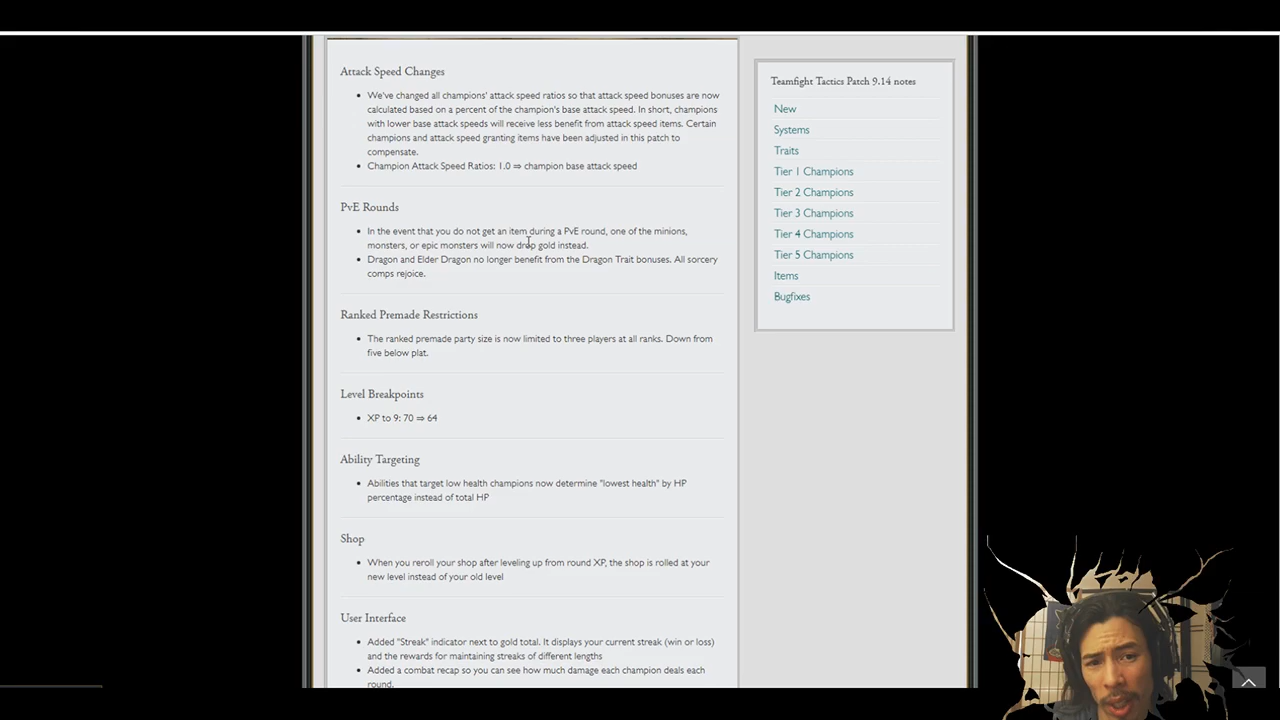 Attack Speed Changes
We've changed all champions' attack speed ratios so that attack speed bonuses are now
calculated based on a percent of the champion's base attack speed. In short, champions
with lower base attack speeds will receive less benefit from attack speed items. Certain
champions and attack speed granting items have been adjusted in this patch to
compensate.
Champion Attack Speed Ratios: 1.0 ⇒ champion base attack speed
PvE Rounds
In the event that you do not get an item during a PvE round, one of the minions,
monsters, or epic monsters will now drop gold instead.
Dragon and Elder Dragon no longer benefit from the Dragon Trait bonuses. All sorcery
comps rejoice.
Ranked Premade Restrictions
The ranked premade party size is now limited to three players at all ranks. Down from
five below plat.
Level Breakpoints
XP to 9: 70 ⇒ 64
Ability Targeting
Abilities that target low health champions now determine "lowest health" by HP
percentage instead of total HP
Shop
When you reroll your shop after leveling up from round XP, the shop is rolled at your
new level instead of your old level
User Interface
Added "Streak" indicator next to gold total. It displays your current streak (win or loss)
and the rewards for maintaining streaks of different lengths
Added a combat recap so you can see how much damage each champion deals each
round.
Teamfight Tactics Patch 9.14 notes
New
Systems
Traits
Tier 1 Champions
Tier 2 Champions
Tier 3 Champions
Tier 4 Champions
Tier 5 Champions
Items
Bugfixes